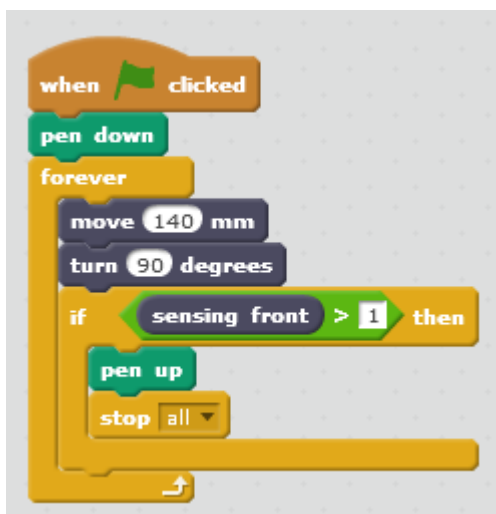 when clicked
pen down
forever
move 140 mm
turn 90 degrees
if sensing front > 1 then
pen up
stop all